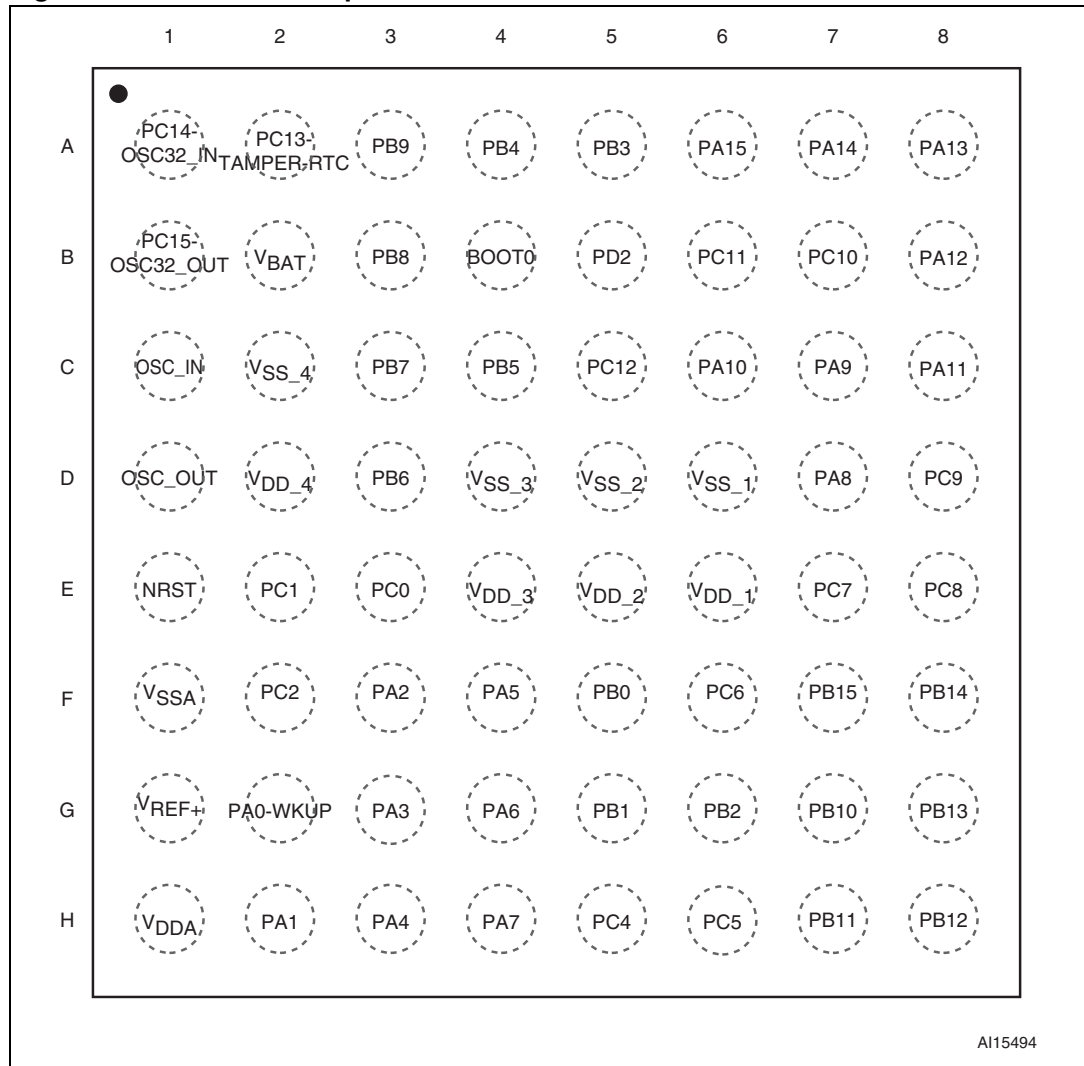 1 2 3 4 5 6 7 8
A PC14-OSC32_IN PC13-TAMPER-RTC PB9 PB4 PB3 PA15 PA14 PA13
B PC15-OSC32_OUT VBAT PB8 BOOT0 PD2 PC11 PC10 PA12
C OSC_IN VSS_4 PB7 PB5 PC12 PA10 PA9 PA11
D OSC_OUT VDD_4 PB6 VSS_3 VSS_2 VSS_1 PA8 PC9
E NRST PC1 PC0 VDD_3 VDD_2 VDD_1 PC7 PC8
F VSSA PC2 PA2 PA5 PB0 PC6 PB15 PB14
G VREF+ PA0-WKUP PA3 PA6 PB1 PB2 PB10 PB13
H VDDA PA1 PA4 PA7 PC4 PC5 PB11 PB12
AI15494